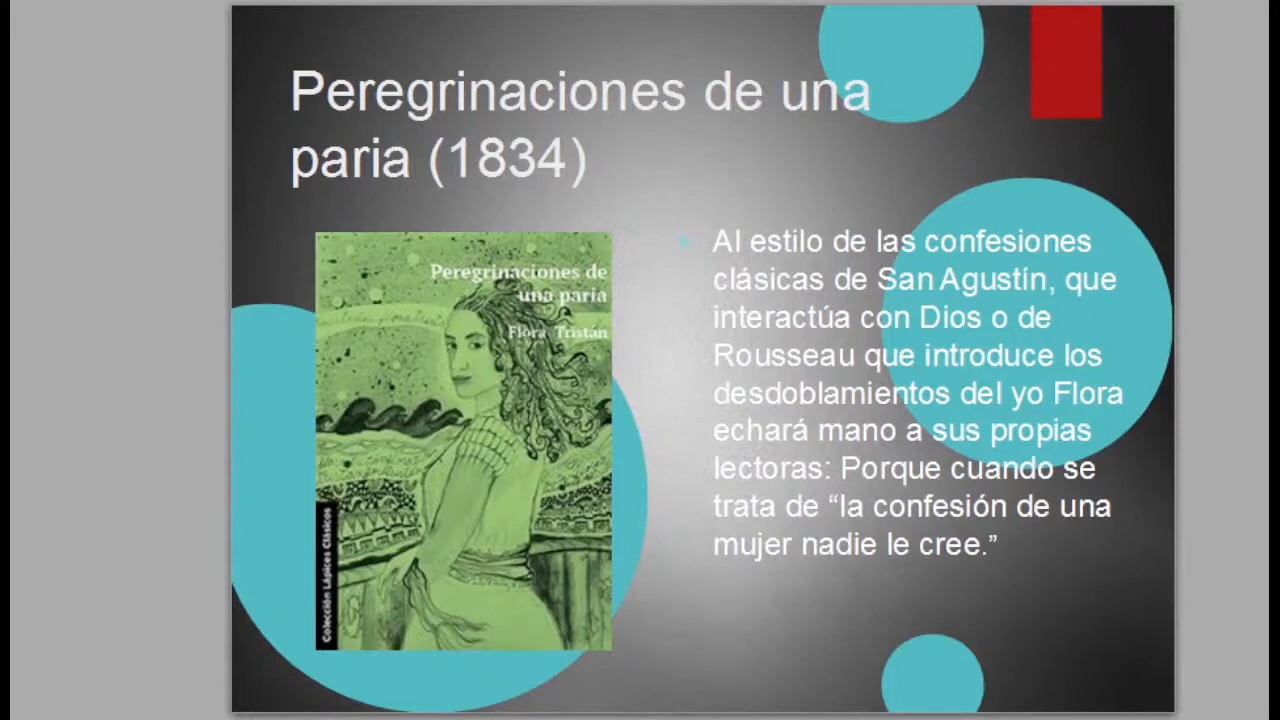 Peregrinaciones de una
paria (1834)
Peregrinaciones de
una paria
Flora Tristán
Colección Lápices Clásicos
Al estilo de las confesiones
clásicas de San Agustín, que
interactúa con Dios o de
Rousseau que introduce los
desdoblamientos del yo Flora
echará mano a sus propias
lectoras: Porque cuando se
trata de “la confesión de una
mujer nadie le cree.”